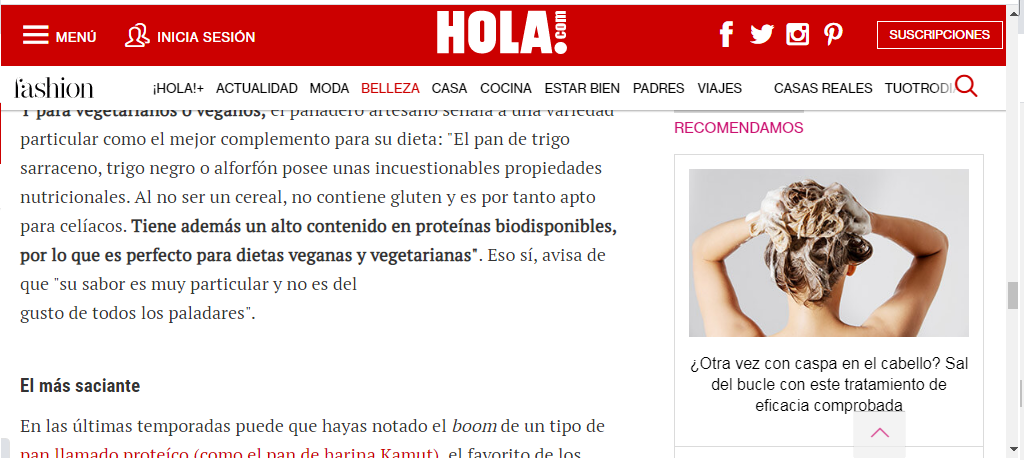 MENÚ
INICIA SESIÓN
HOLA.com
SUSCRIPCIONES
fashion
¡HOLA!+ ACTUALIDAD MODA BELLEZA CASA COCINA ESTAR BIEN PADRES VIAJES CASAS REALES TUOTRODI
Y para vegetarianos o veganos, el panadero artesano señala a una variedad
particular como el mejor complemento para su dieta: "El pan de trigo
sarraceno, trigo negro o alforfón posee unas incuestionables propiedades
nutricionales. Al no ser un cereal, no contiene gluten y es por tanto apto
para celíacos. Tiene además un alto contenido en proteínas biodisponibles,
por lo que es perfecto para dietas veganas y vegetarianas". Eso sí, avisa de
que "su sabor es muy particular y no es del
gusto de todos los paladares".
El más saciante
En las últimas temporadas puede que hayas notado el boom de un tipo de
pan llamado proteíco (como el pan de harina Kamut), el favorito de los
RECOMENDAMOS
¿Otra vez con caspa en el cabello? Sal
del bucle con este tratamiento de
eficacia comprobada